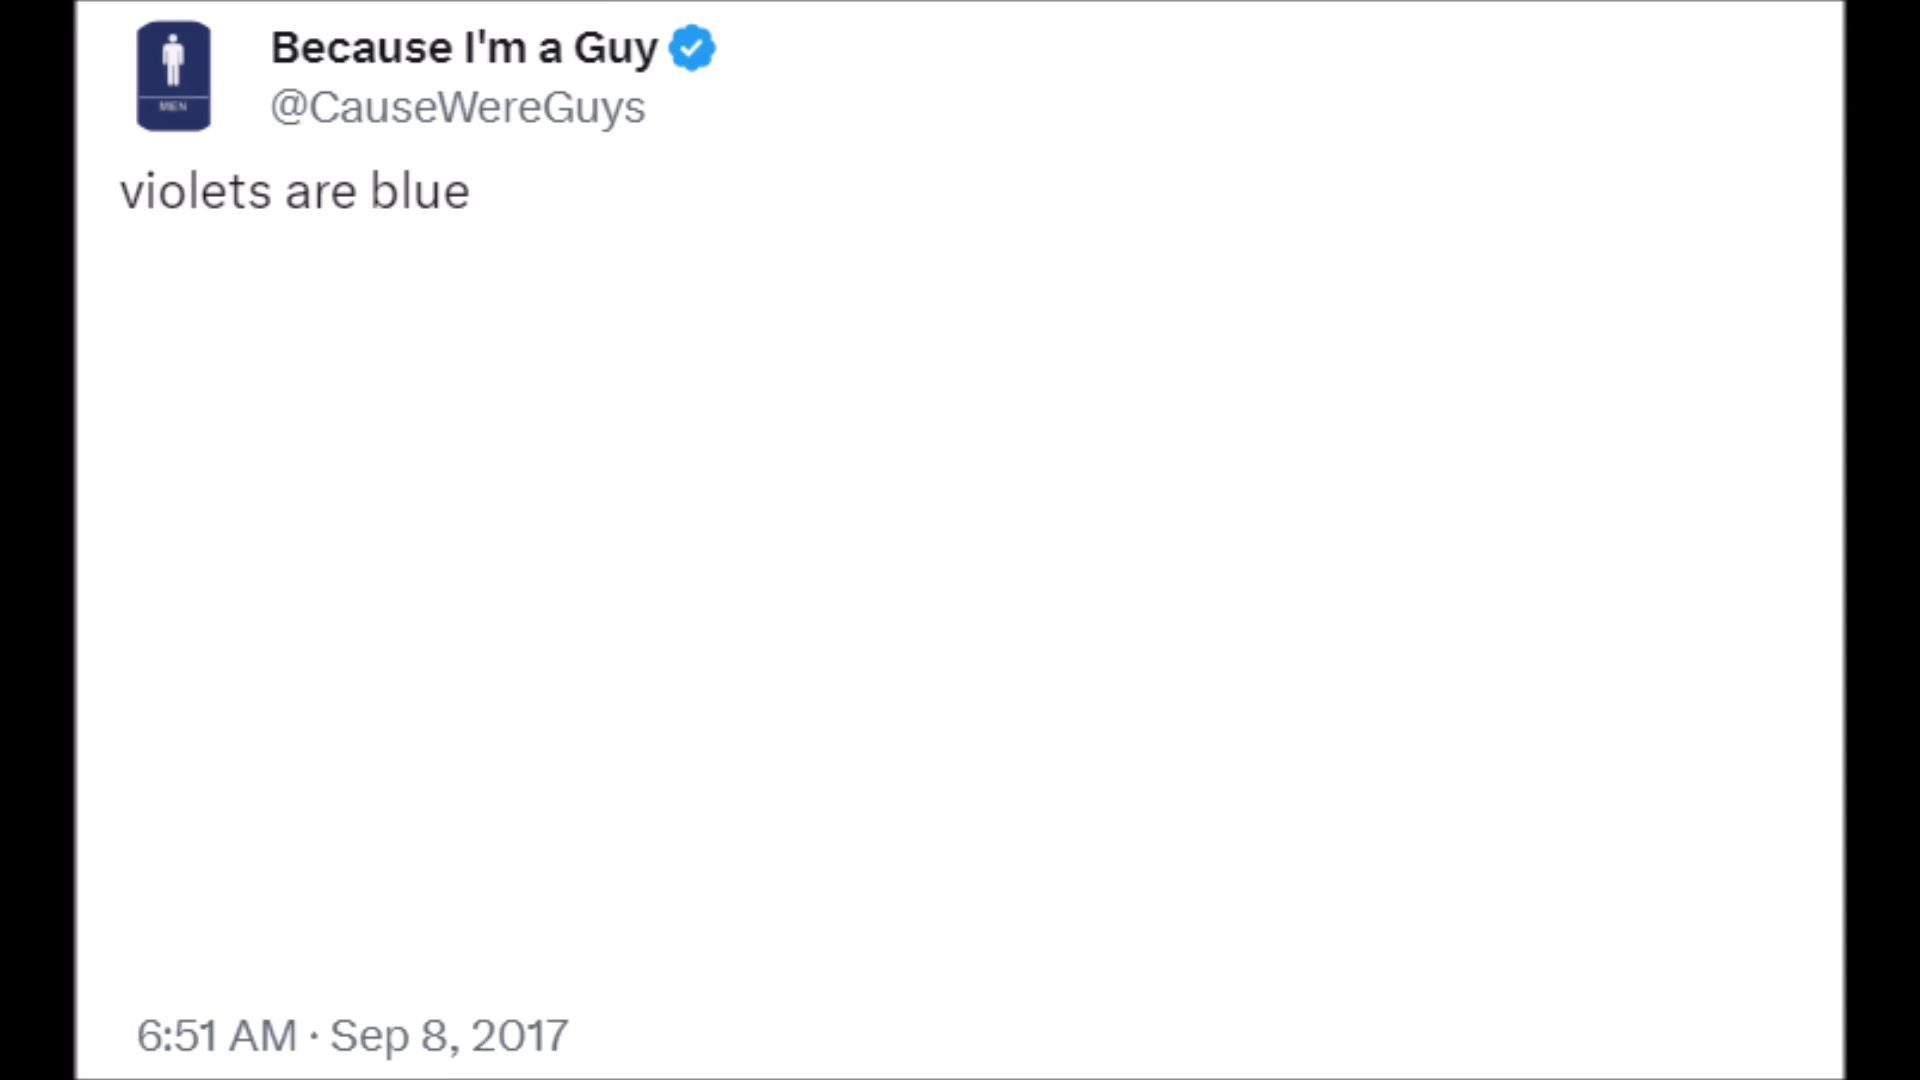 Because I'm a Guy
@CauseWereGuys
MEN
violets are blue
6:51 AM · Sep 8, 2017